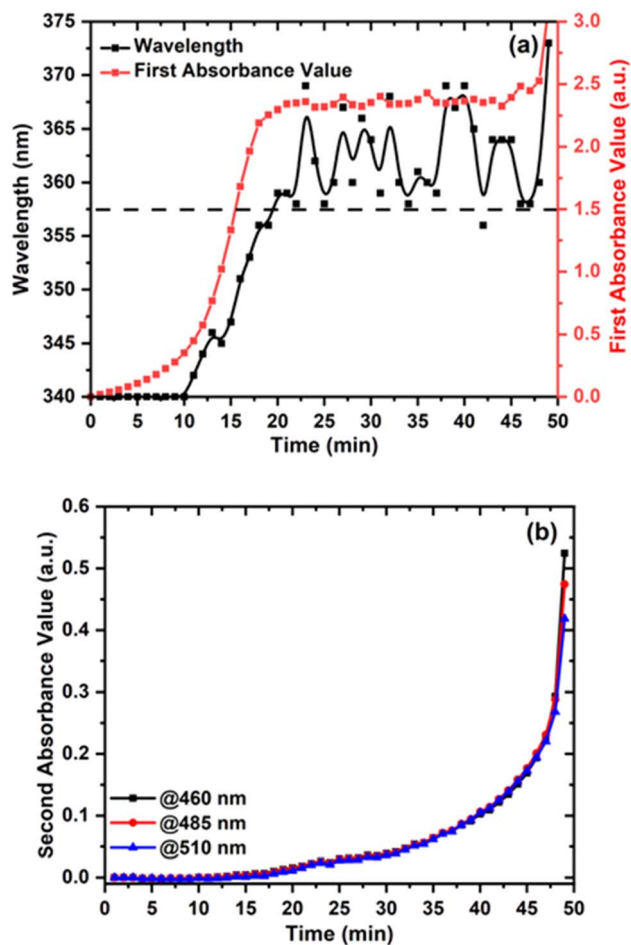 375
3.0
Wavelength
(a)
First Absorbance Value
370
2.5
365
2.0
360
1.5
355
350
1.0
345
0.5
340
0.0
0 5 10 15 20 25 30 35 40 45 50
Time (min)
Wavelength (nm)
First Absorbance Value (a.u.)
0.6
(b)
0.5
0.4
0.3
0.2
0.1
0.0
@460 nm
@485 nm
@510 nm
0 5 10 15 20 25 30 35 40 45 50
Time (min)
Second Absorbance Value (a.u.)